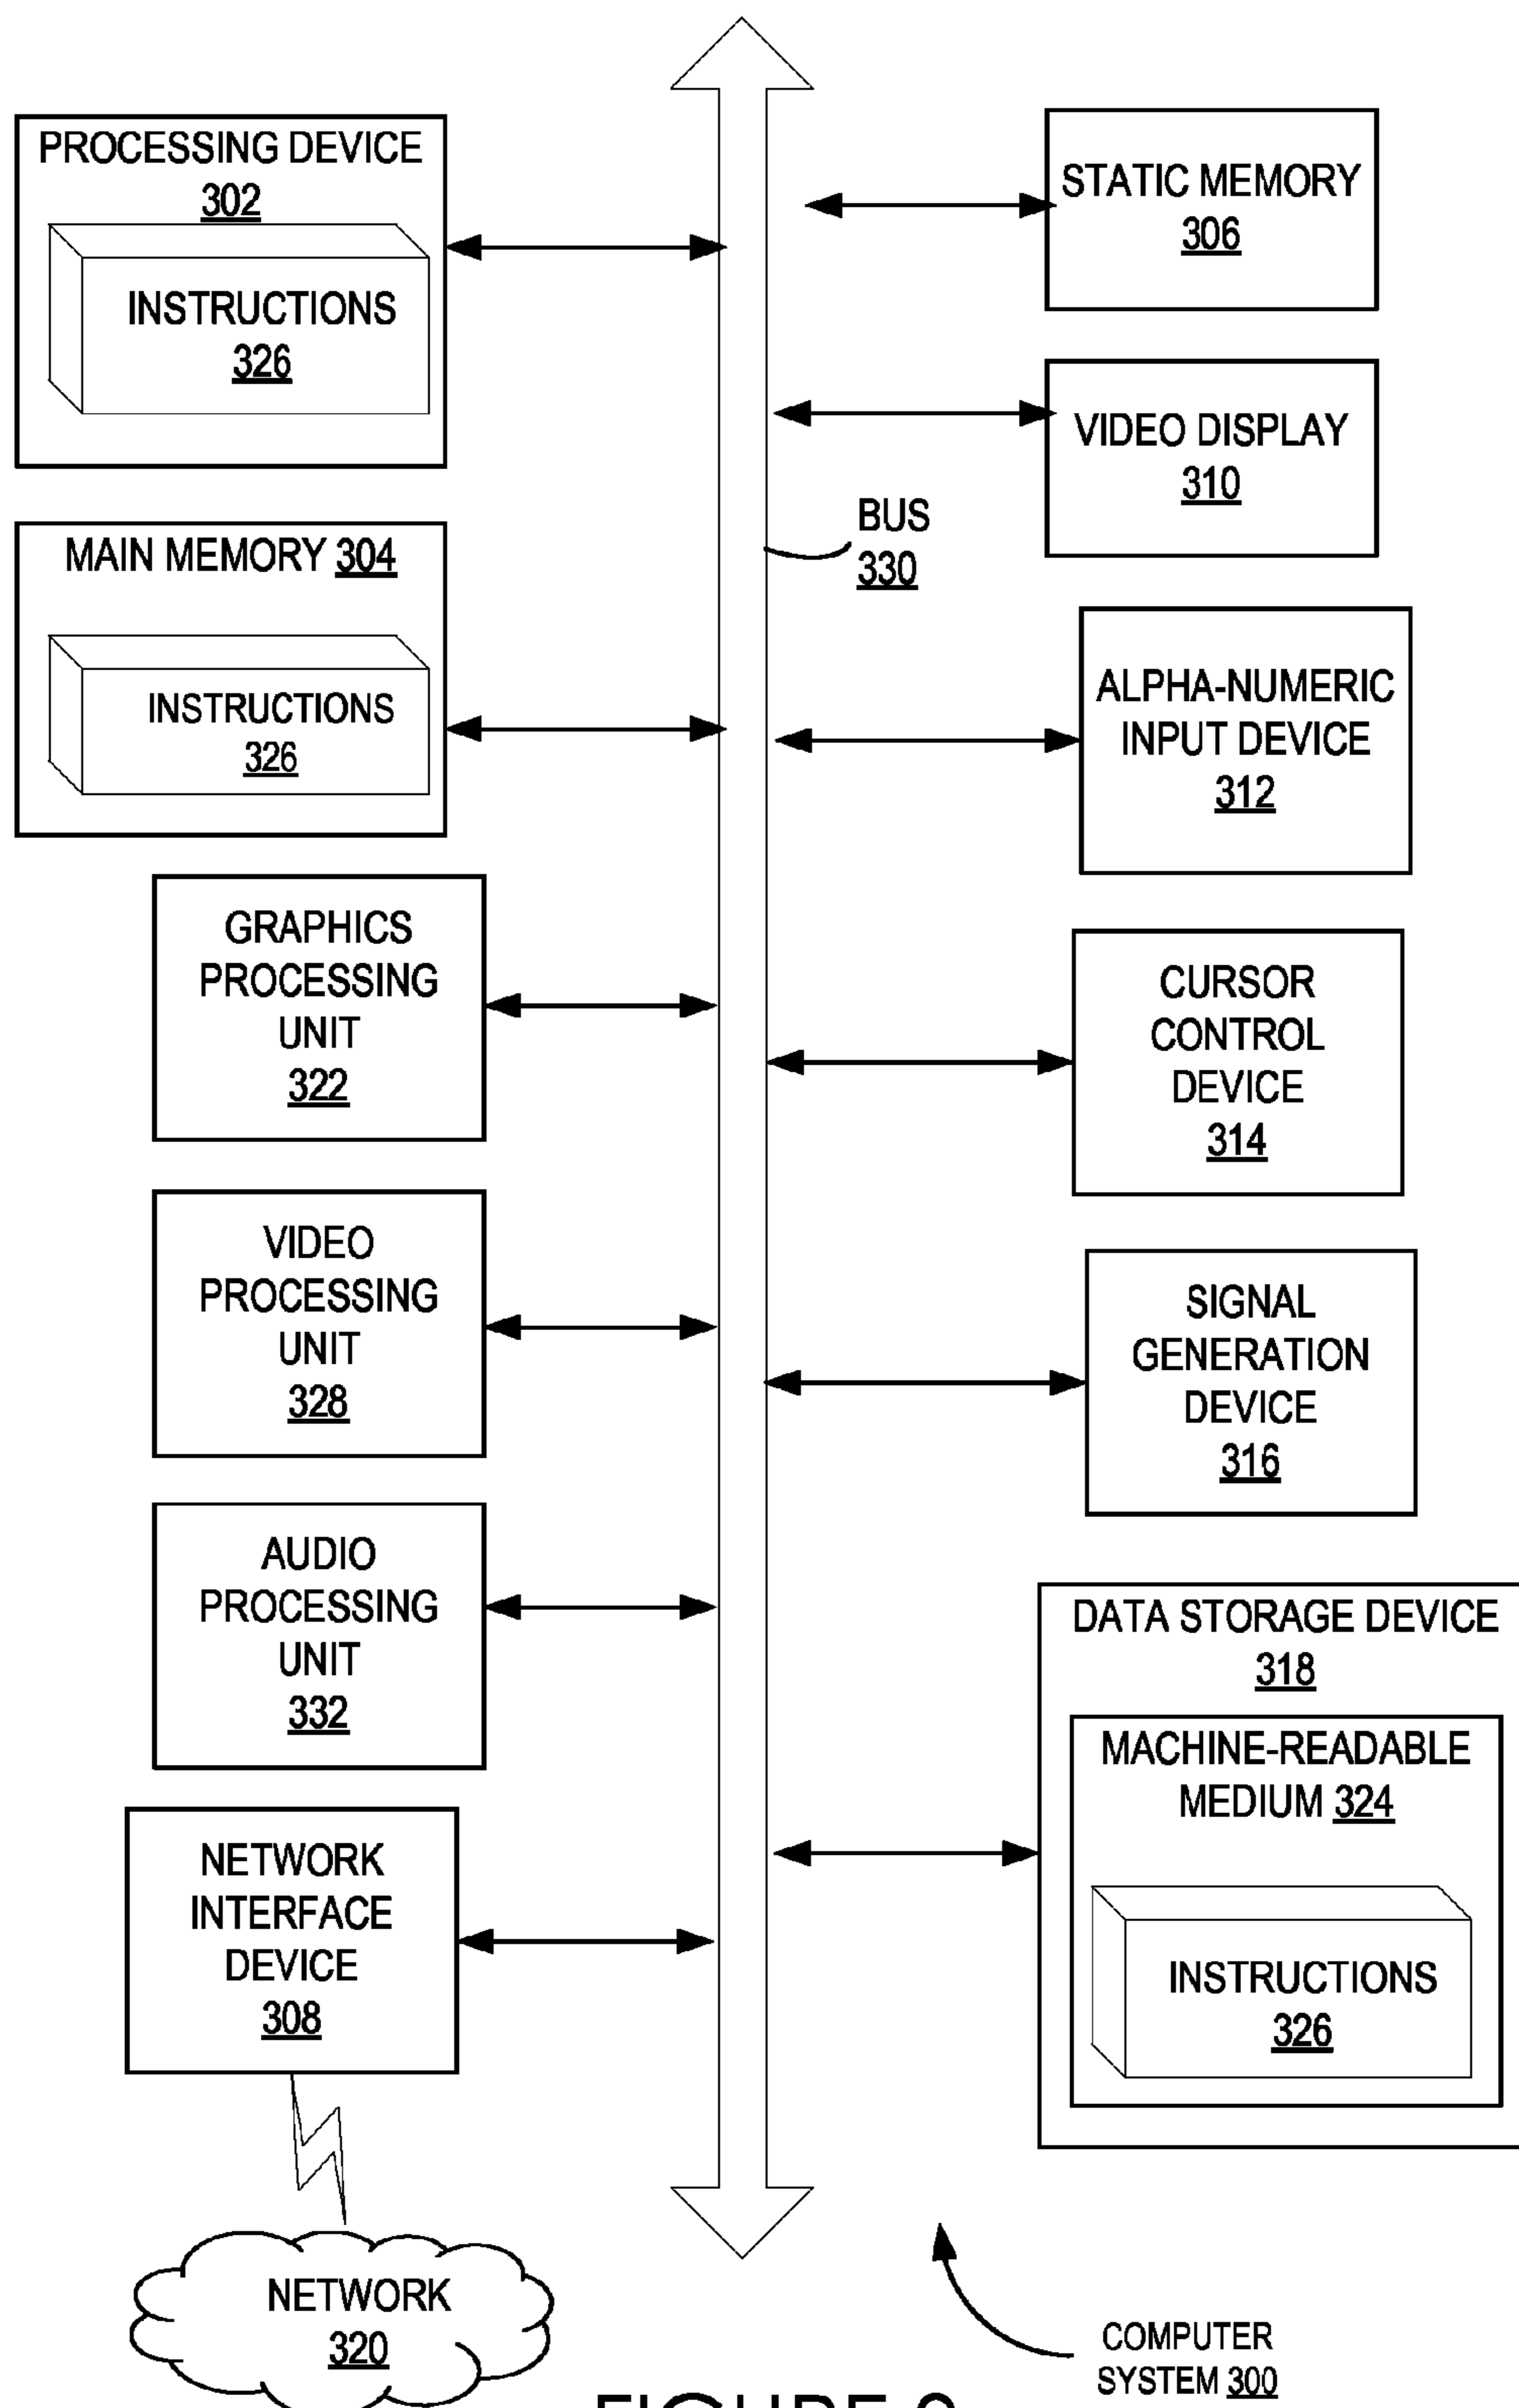 PROCESSING DEVICE
302
INSTRUCTIONS
326
MAIN MEMORY 304
INSTRUCTIONS
326
GRAPHICS
PROCESSING
UNIT
322
VIDEO
PROCESSING
UNIT
328
AUDIO
PROCESSING
UNIT
332
NETWORK
INTERFACE
DEVICE
308
NETWORK
320
BUS
330
STATIC MEMORY
306
VIDEO DISPLAY
310
ALPHA-NUMERIC
INPUT DEVICE
312
CURSOR
CONTROL
DEVICE
314
SIGNAL
GENERATION
DEVICE
316
DATA STORAGE DEVICE
318
MACHINE-READABLE
MEDIUM 324
INSTRUCTIONS
326
COMPUTER
SYSTEM 300
FIGURE